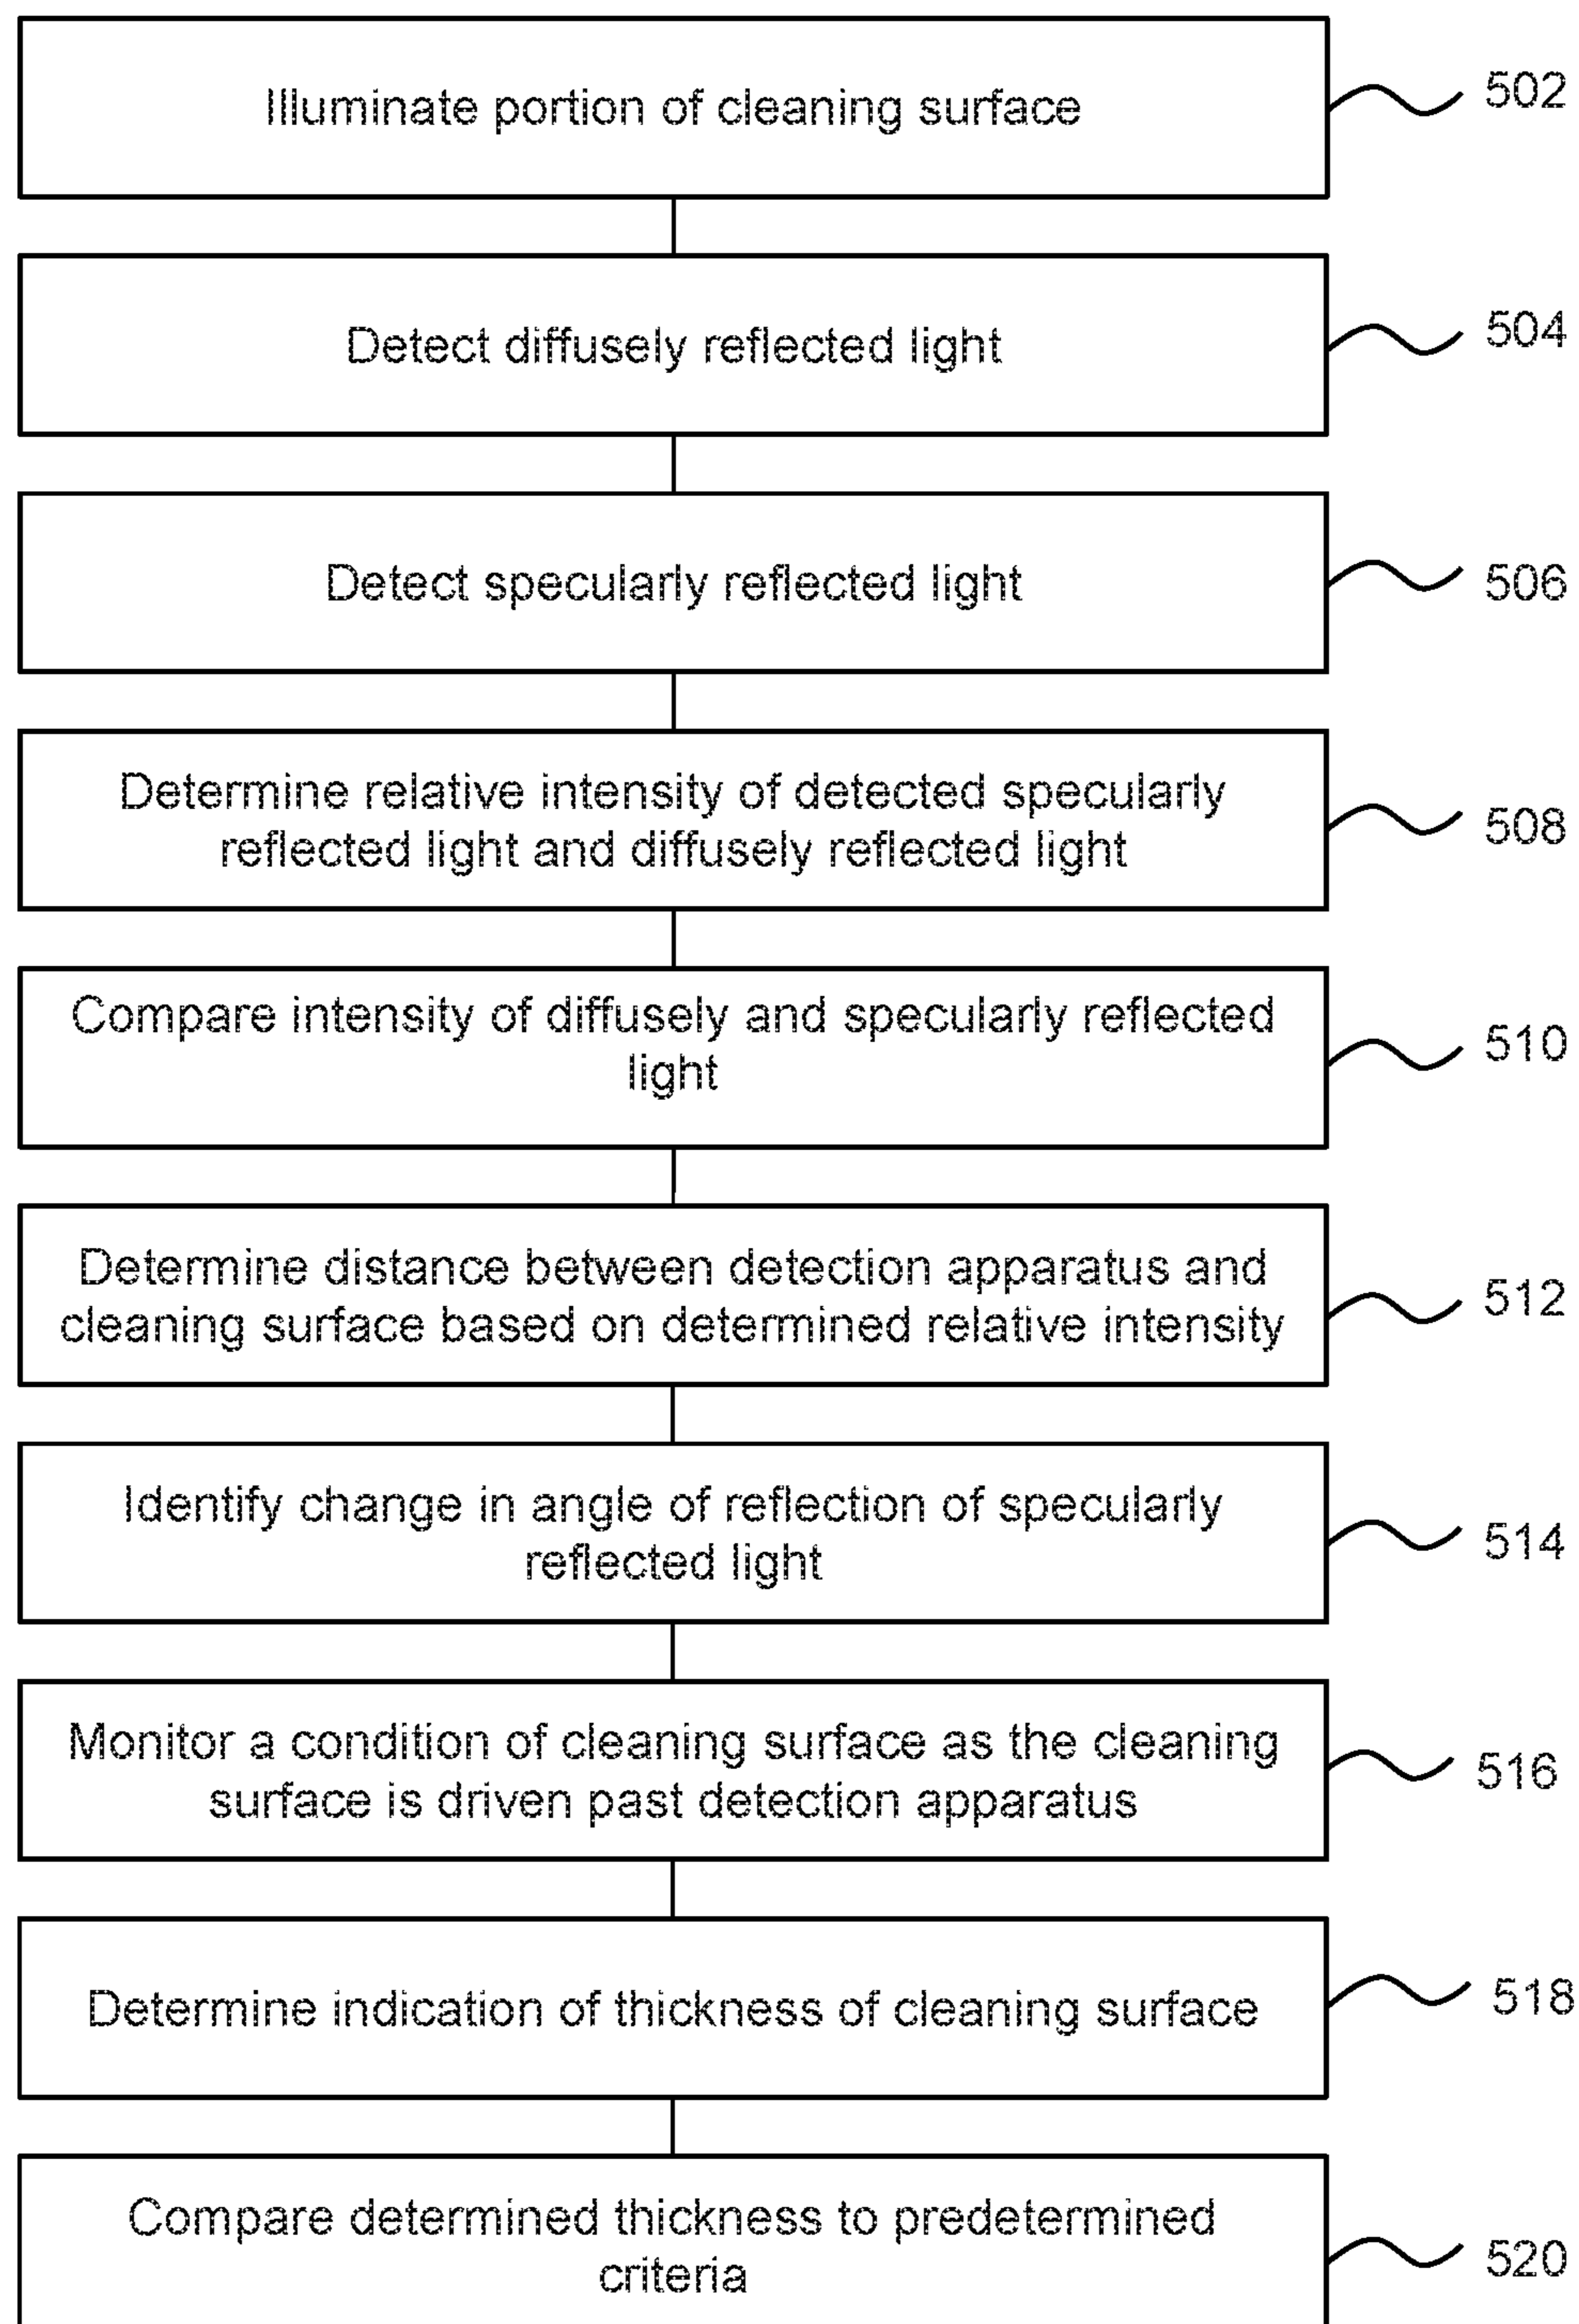 Illuminate portion of cleaning surface
502
Detect diffusely reflected light
504
Detect specularly reflected light
506
Determine relative intensity of detected specularly
reflected light and diffusely reflected light
508
Compare intensity of diffusely and specularly reflected
light
510
Determine distance between detection apparatus and
cleaning surface based on determined relative intensity
512
Identify change in angle of reflection of specularly
reflected light
514
Monitor a condition of cleaning surface as the cleaning
surface is driven past detection apparatus
516
Determine indication of thickness of cleaning surface
518
Compare determined thickness to predetermined
criteria
520